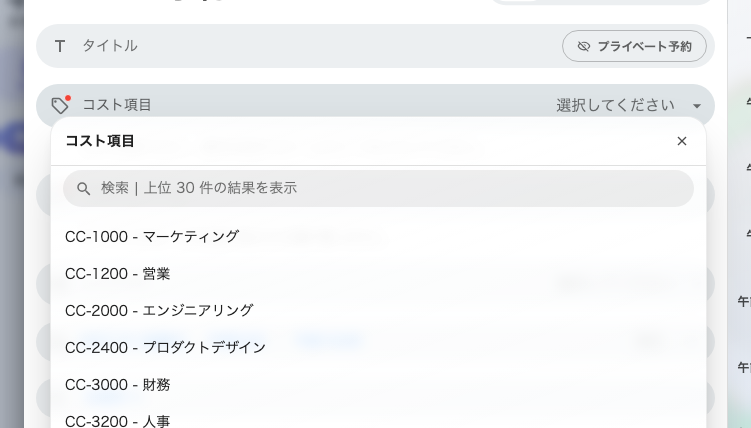 タイトル
プライベート予約
コスト項目
選択してください
コスト項目
検索 | 上位 30 件の結果を表示
CC-1000 - マーケティング
CC-1200 - 営業
CC-2000 - エンジニアリング
CC-2400 - プロダクトデザイン
CC-3000 - 財務
CC-3200 - 人事